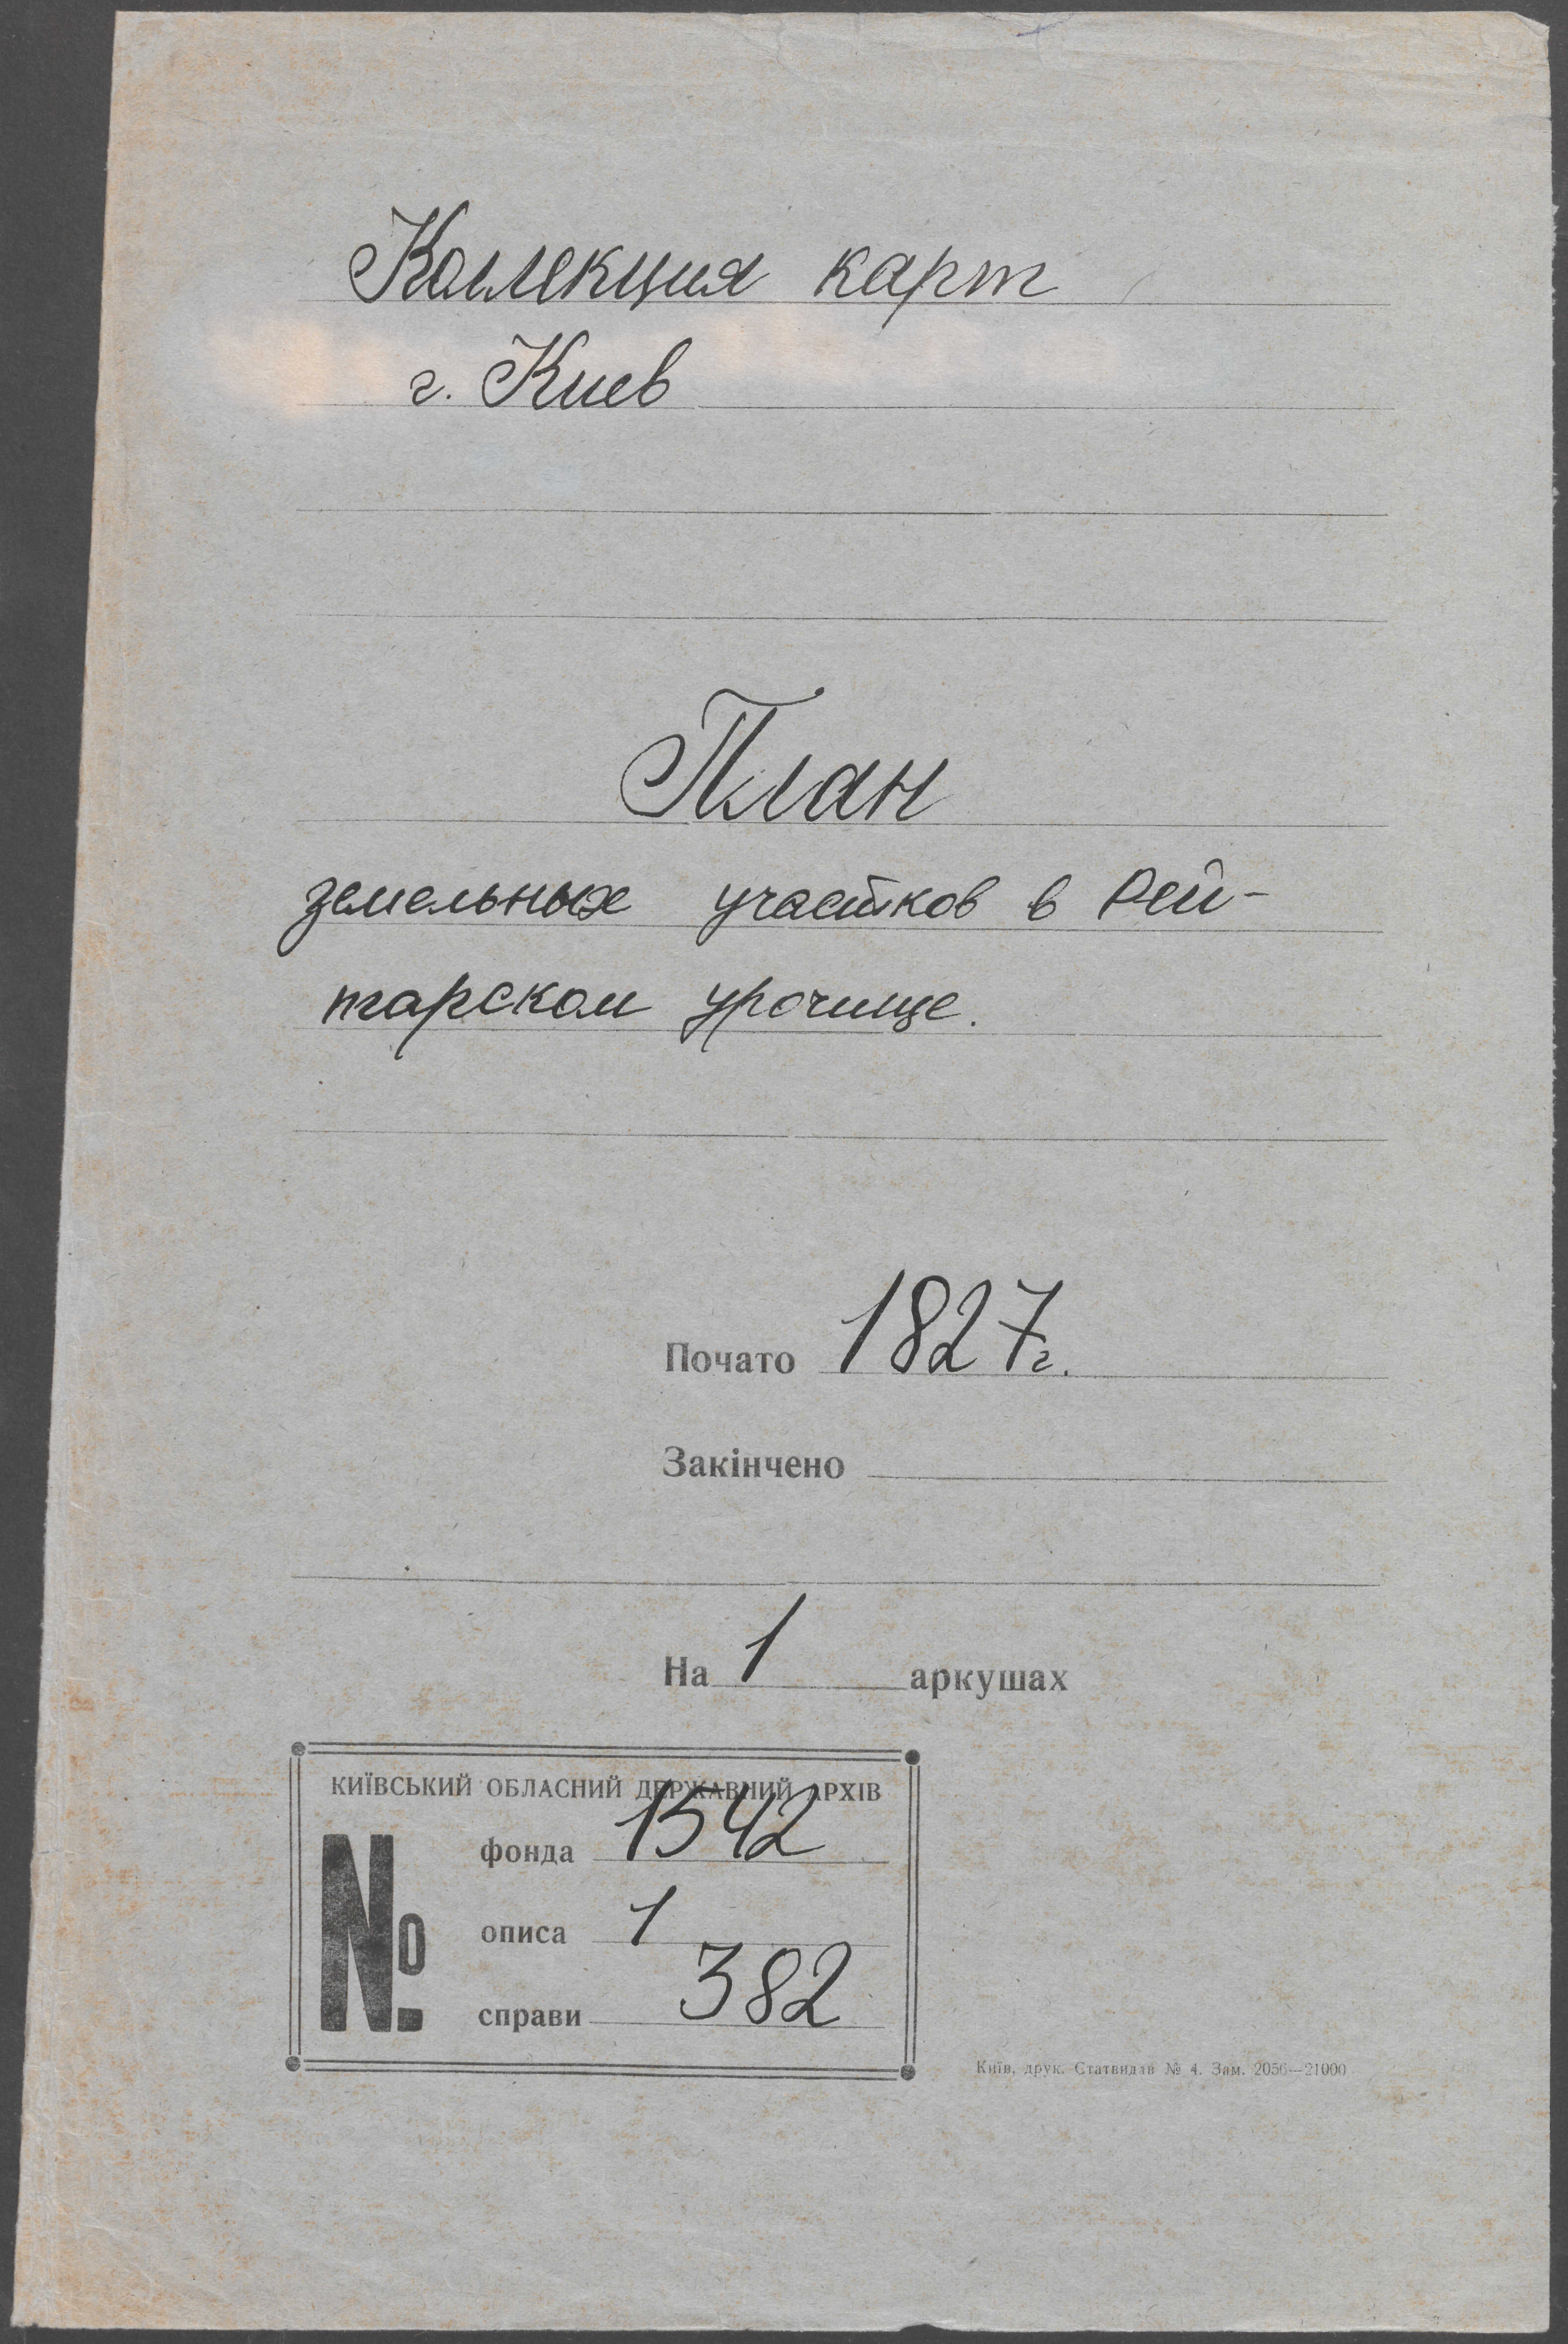 Коллекция карт
г. Киев
План
земельных участков в Рей-
тарском урочище.
Почато 1827г.
Закінчено
На 1 аркушах
КИЇВСЬКИЙ ОБЛАСНИЙ ДЕРЖАВНИЙ АРХІВ
№
фонда 1542
описа 1
справи 382
Київ, друк. Статвидав № 4. Зам. 2056—21000